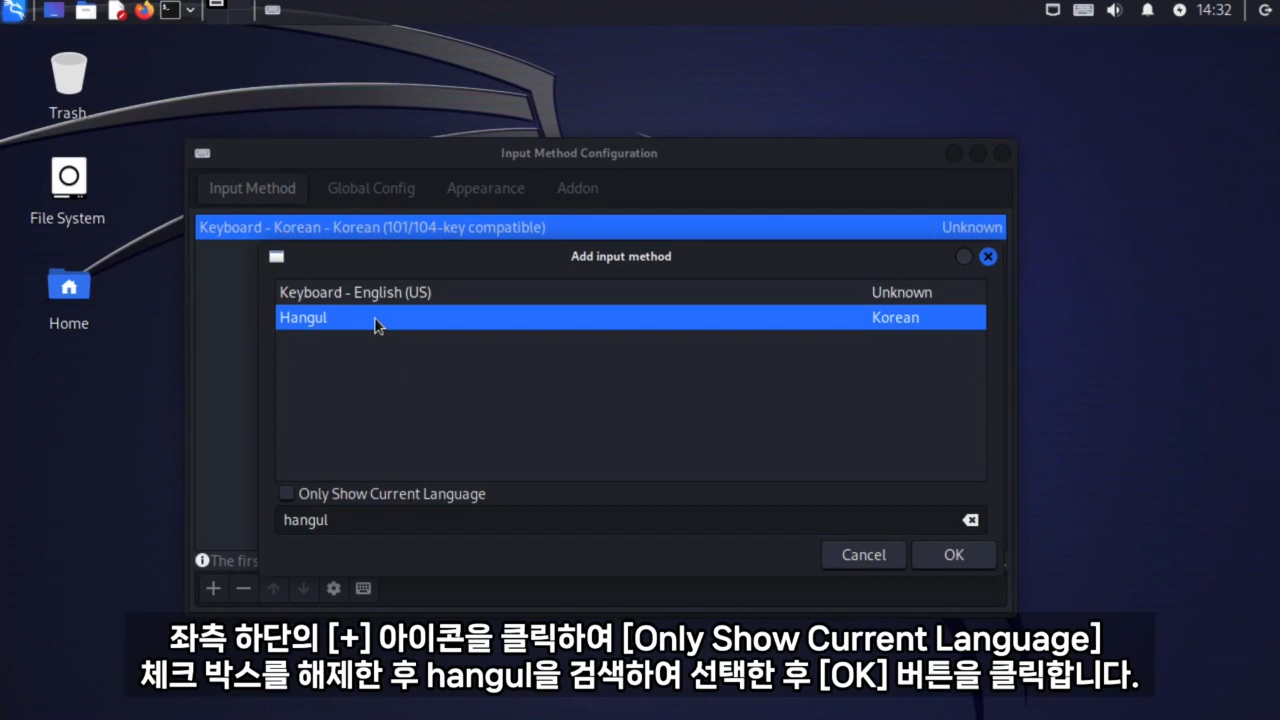 14:32
Trash
File System
Home
Input Method Configuration
Input Method Global Config Appearance Addon
Keyboard - Korean - Korean (101/104-key compatible) Unknown
Add input method
Keyboard - English (US) Unknown
Hangul Korean
Only Show Current Language
hangul
Cancel OK
The firs
좌측 하단의 [+] 아이콘을 클릭하여 [Only Show Current Language]
체크 박스를 해제한 후 hangul을 검색하여 선택한 후 [OK] 버튼을 클릭합니다.